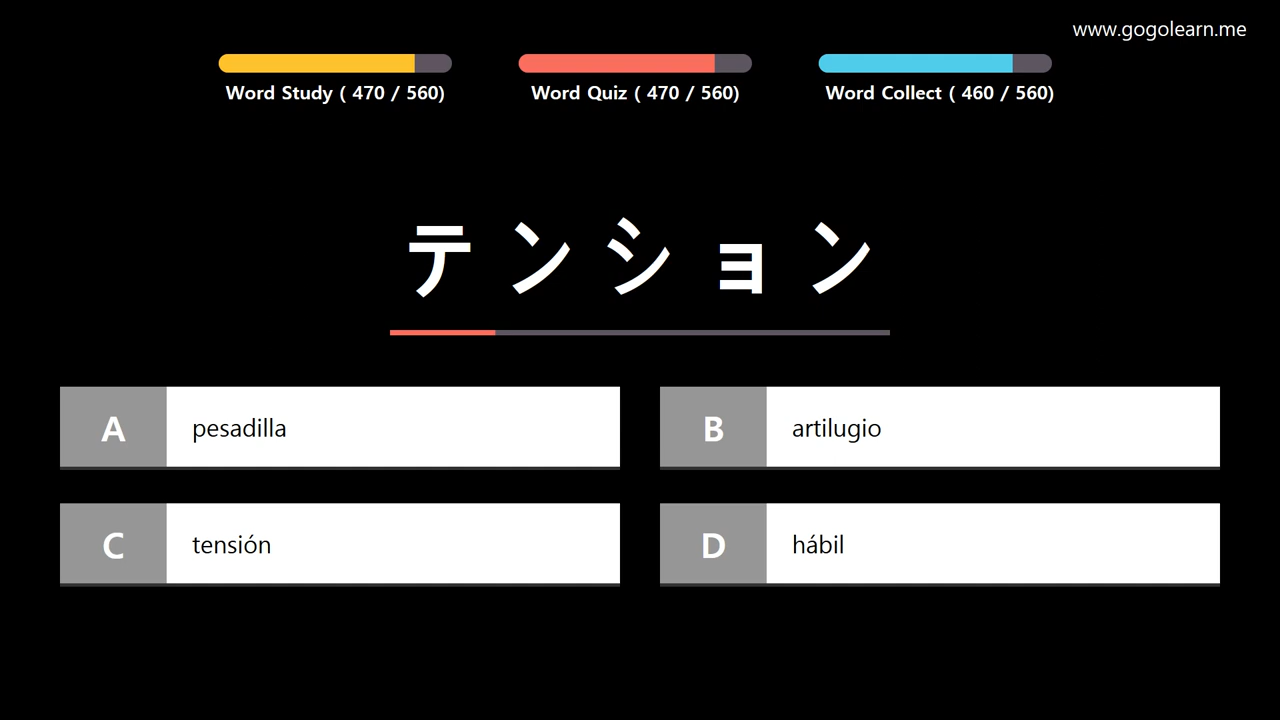 www.gogolearn.me
Word Study ( 470 / 560)
Word Quiz ( 470 / 560)
Word Collect ( 460 / 560)
テンション
A pesadilla
B artilugio
C tensión
D hábil